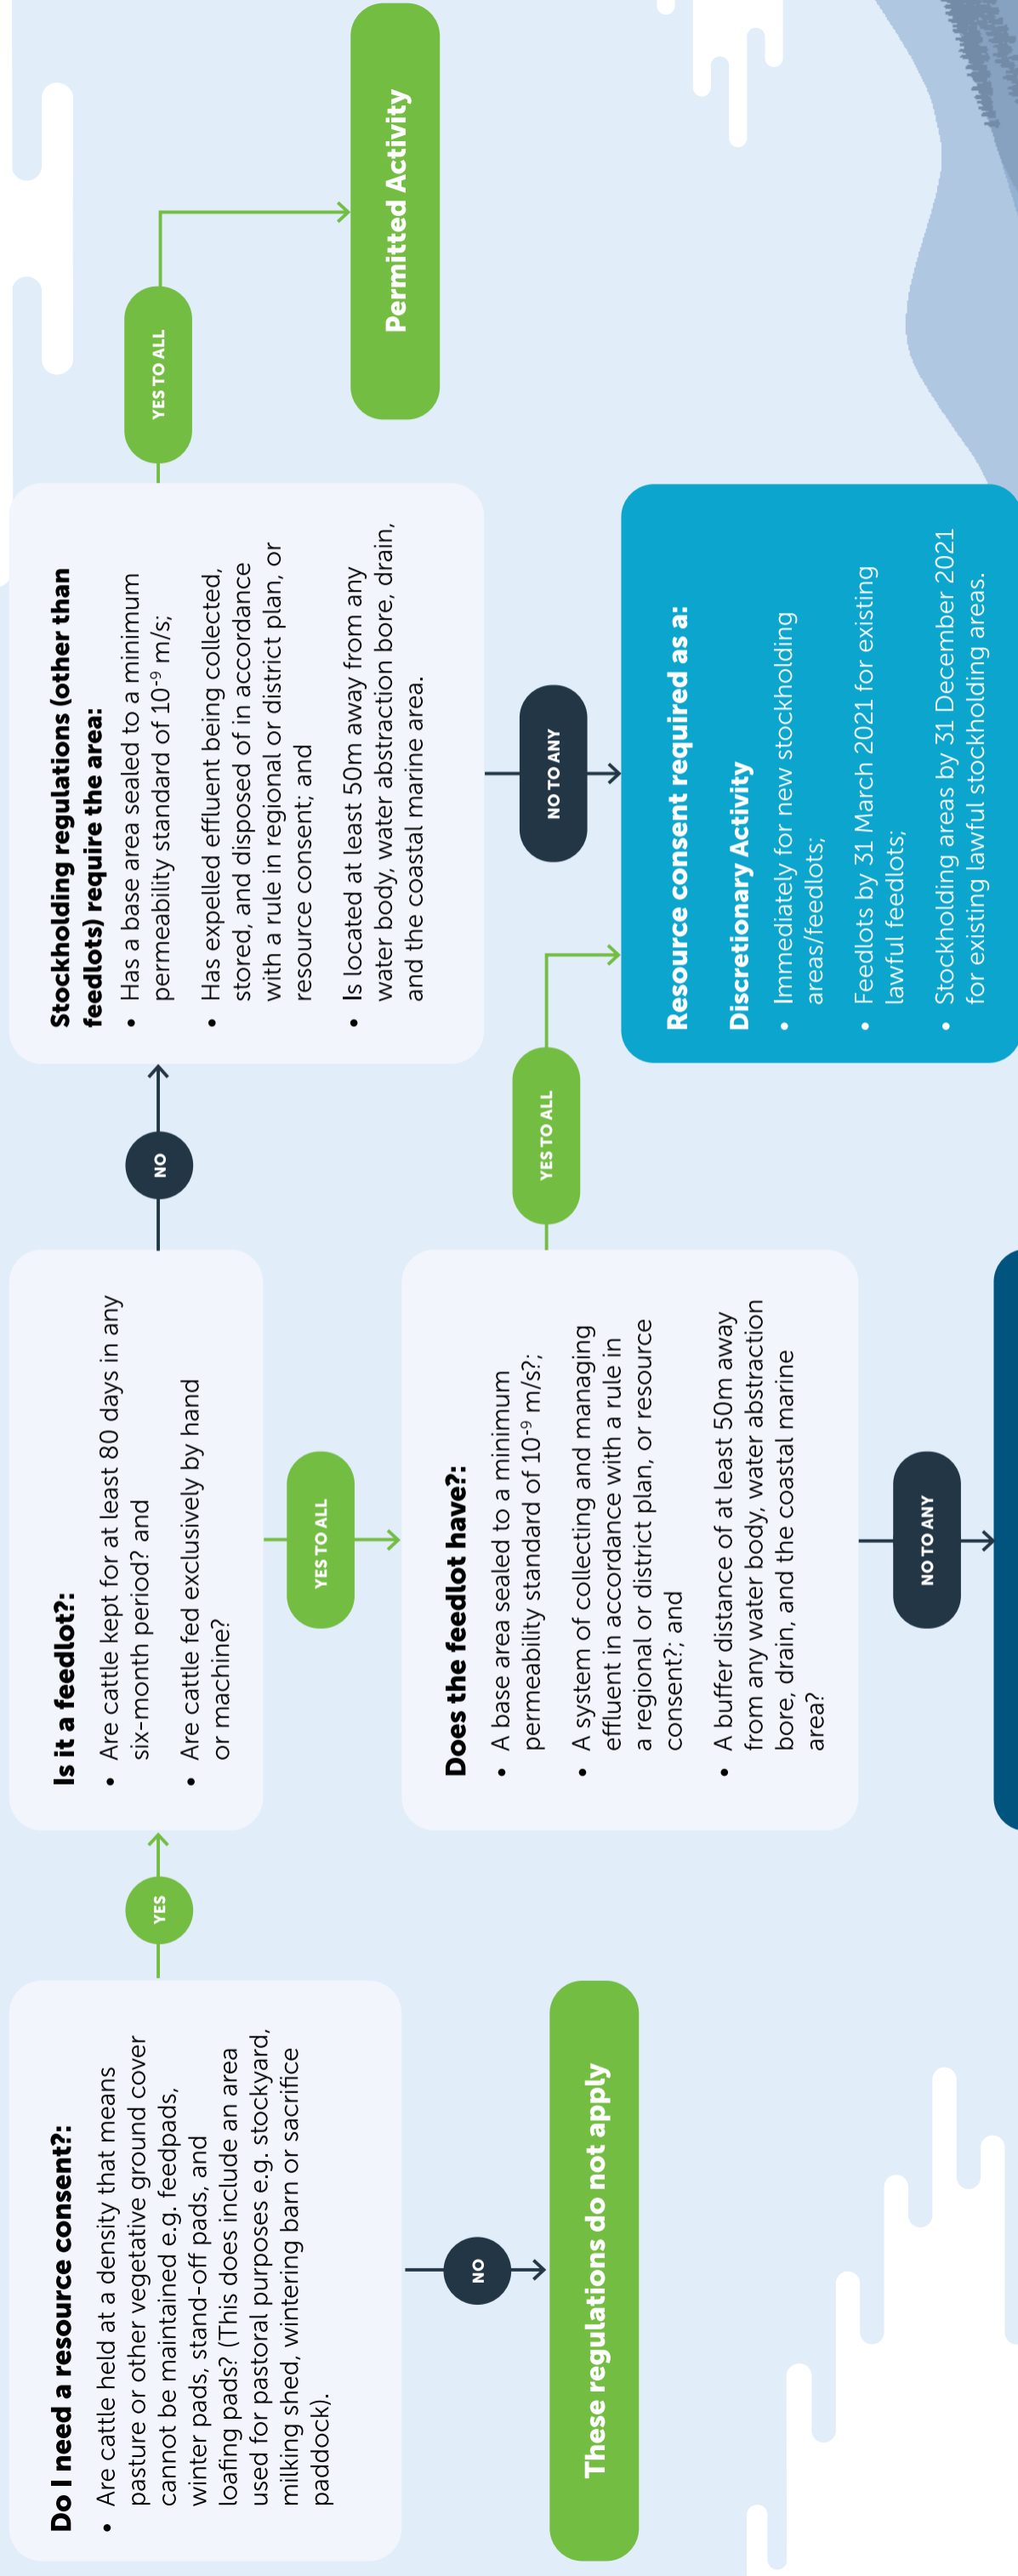 Do I need a resource consent?:
• Are cattle held at a density that means
pasture or other vegetative ground cover
cannot be maintained e.g. feedpads,
winter pads, stand-off pads, and
loafing pads? (This does include an area
used for pastoral purposes e.g. stockyard,
milking shed, wintering barn or sacrifice
paddock).
NO
These regulations do not apply
YES
Is it a feedlot?:
• Are cattle kept for at least 80 days in any
six-month period? and
• Are cattle fed exclusively by hand
or machine?
YES TO ALL
Does the feedlot have?:
• A base area sealed to a minimum
permeability standard of 10⁻⁹ m/s?;
• A system of collecting and managing
effluent in accordance with a rule in
a regional or district plan, or resource
consent?; and
• A buffer distance of at least 50m away
from any water body, water abstraction
bore, drain, and the coastal marine
area?
NO TO ANY
NO
Stockholding regulations (other than
feedlots) require the area:
• Has a base area sealed to a minimum
permeability standard of 10⁻⁹ m/s;
• Has expelled effluent being collected,
stored, and disposed of in accordance
with a rule in regional or district plan, or
resource consent; and
• Is located at least 50m away from any
water body, water abstraction bore, drain,
and the coastal marine area.
YES TO ALL
NO TO ANY
YES TO ALL
Resource consent required as a:
Discretionary Activity
• Immediately for new stockholding
areas/feedlots;
• Feedlots by 31 March 2021 for existing
lawful feedlots;
• Stockholding areas by 31 December 2021
for existing lawful stockholding areas.
Permitted Activity